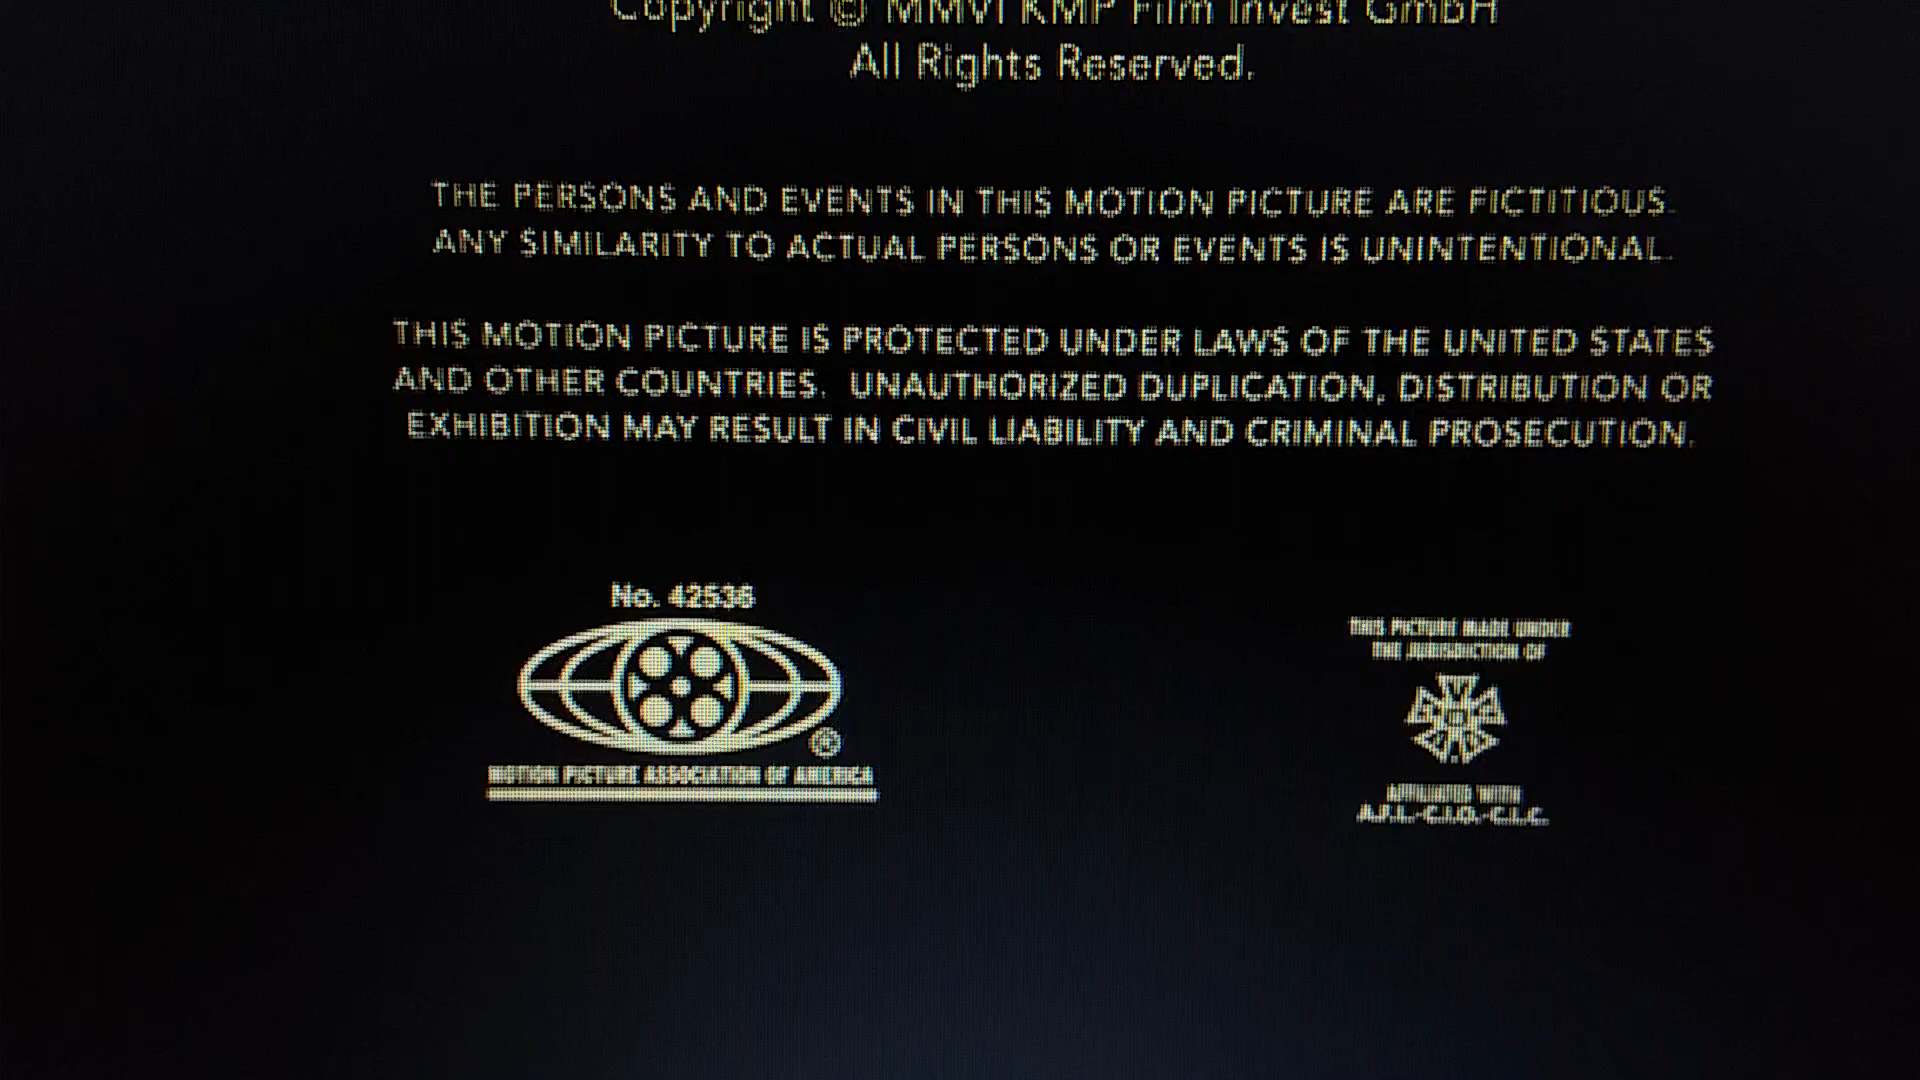 Copyright © MMVI KMP Film Invest GmbH
All Rights Reserved.
THE PERSONS AND EVENTS IN THIS MOTION PICTURE ARE FICTITIOUS.
ANY SIMILARITY TO ACTUAL PERSONS OR EVENTS IS UNINTENTIONAL.
THIS MOTION PICTURE IS PROTECTED UNDER LAWS OF THE UNITED STATES
AND OTHER COUNTRIES.  UNAUTHORIZED DUPLICATION, DISTRIBUTION OR
EXHIBITION MAY RESULT IN CIVIL LIABILITY AND CRIMINAL PROSECUTION.
No. 42536
®
MOTION PICTURE ASSOCIATION OF AMERICA
THIS PICTURE MADE UNDER
THE JURISDICTION OF
AFFILIATED WITH
A.F.L.-C.I.O.-C.L.C.